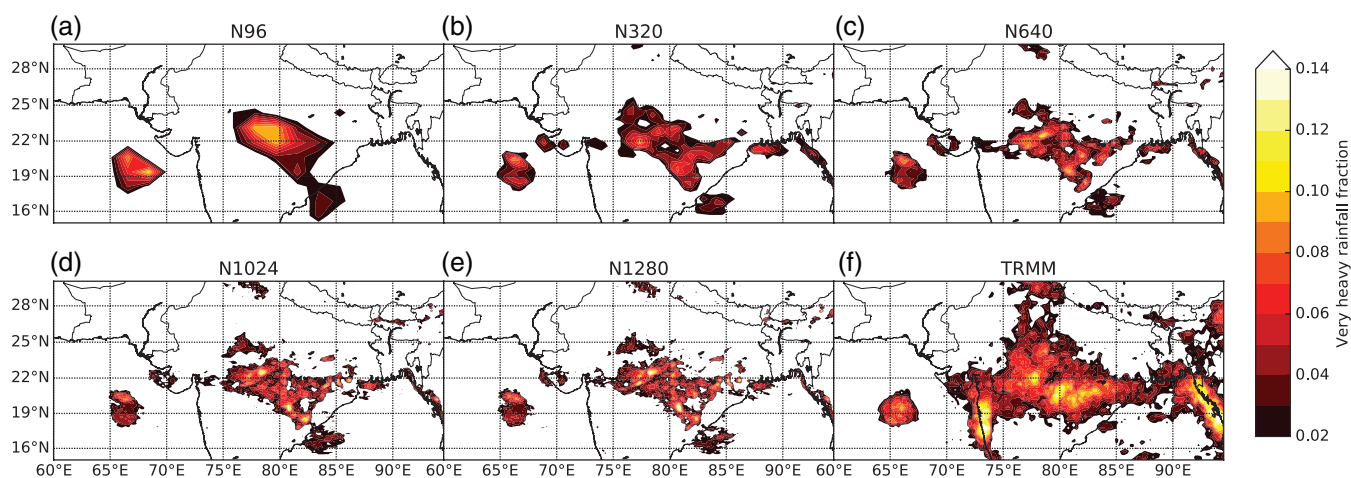 (a) N96
(b) N320
(c) N640
28°N
25°N
22°N
19°N
16°N
(d) N1024
(e) N1280
(f) TRMM
28°N
25°N
22°N
19°N
16°N
60°E 65°E 70°E 75°E 80°E 85°E 90°E
60°E 65°E 70°E 75°E 80°E 85°E 90°E
60°E 65°E 70°E 75°E 80°E 85°E 90°E
0.14
0.12
0.10
0.08
0.06
0.04
0.02
Very heavy rainfall fraction